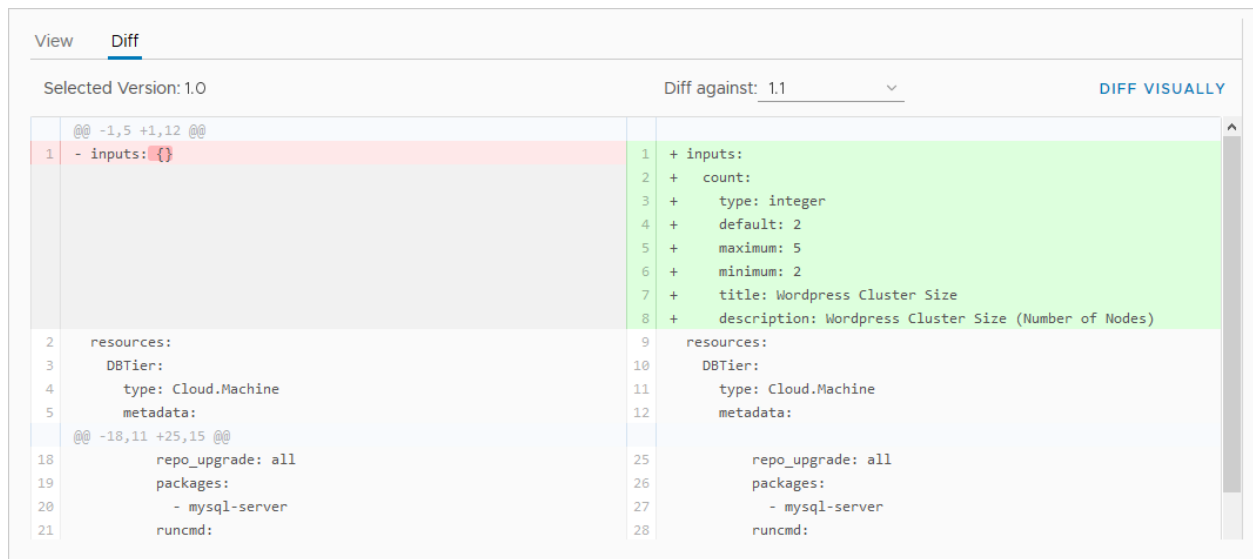 View Diff
Selected Version: 1.0 Diff against: 1.1 DIFF VISUALLY
@@ -1,5 +1,12 @@
1 - inputs: {} 1 + inputs:
2 + count:
3 + type: integer
4 + default: 2
5 + maximum: 5
6 + minimum: 2
7 + title: Wordpress Cluster Size
8 + description: Wordpress Cluster Size (Number of Nodes)
2 resources: 9 resources:
3 DBTier: 10 DBTier:
4 type: Cloud.Machine 11 type: Cloud.Machine
5 metadata: 12 metadata:
@@ -18,11 +25,15 @@
18 repo_upgrade: all 25 repo_upgrade: all
19 packages: 26 packages:
20 - mysql-server 27 - mysql-server
21 runcmd: 28 runcmd: